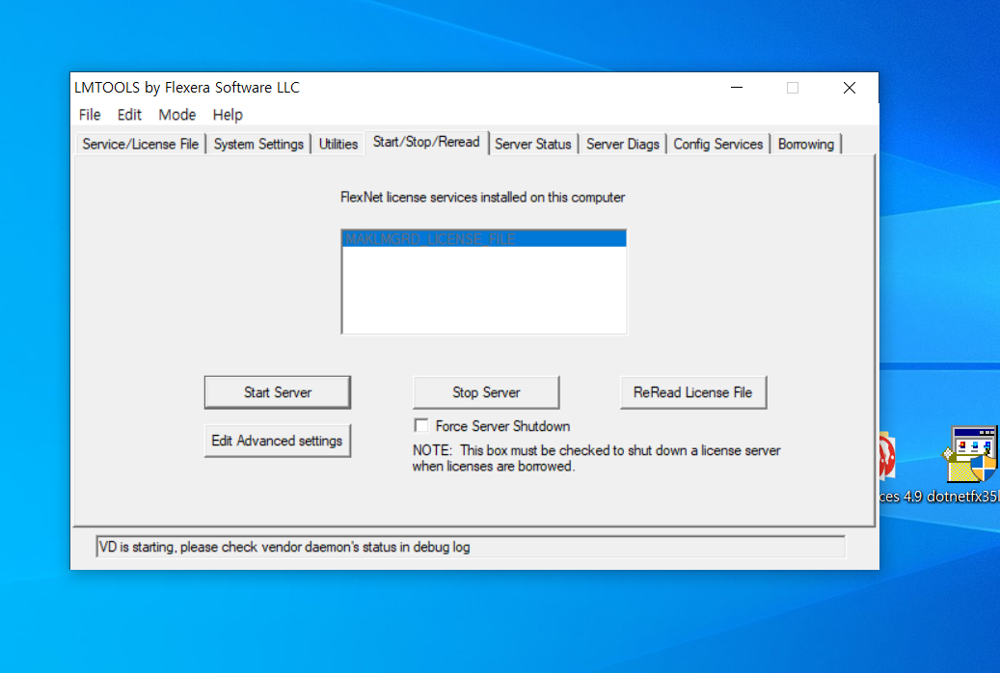 LMTOOLS by Flexera Software LLC
File Edit Mode Help
Service/License File System Settings Utilities Start/Stop/Reread Server Status Server Diags Config Services Borrowing
FlexNet license services installed on this computer
MAKLMGRD_LICENSE_FILE
Start Server Stop Server ReRead License File
Force Server Shutdown
Edit Advanced settings
NOTE: This box must be checked to shut down a license server
when licenses are borrowed.
ces 4.9 dotnetfx35
VD is starting, please check vendor daemon's status in debug log